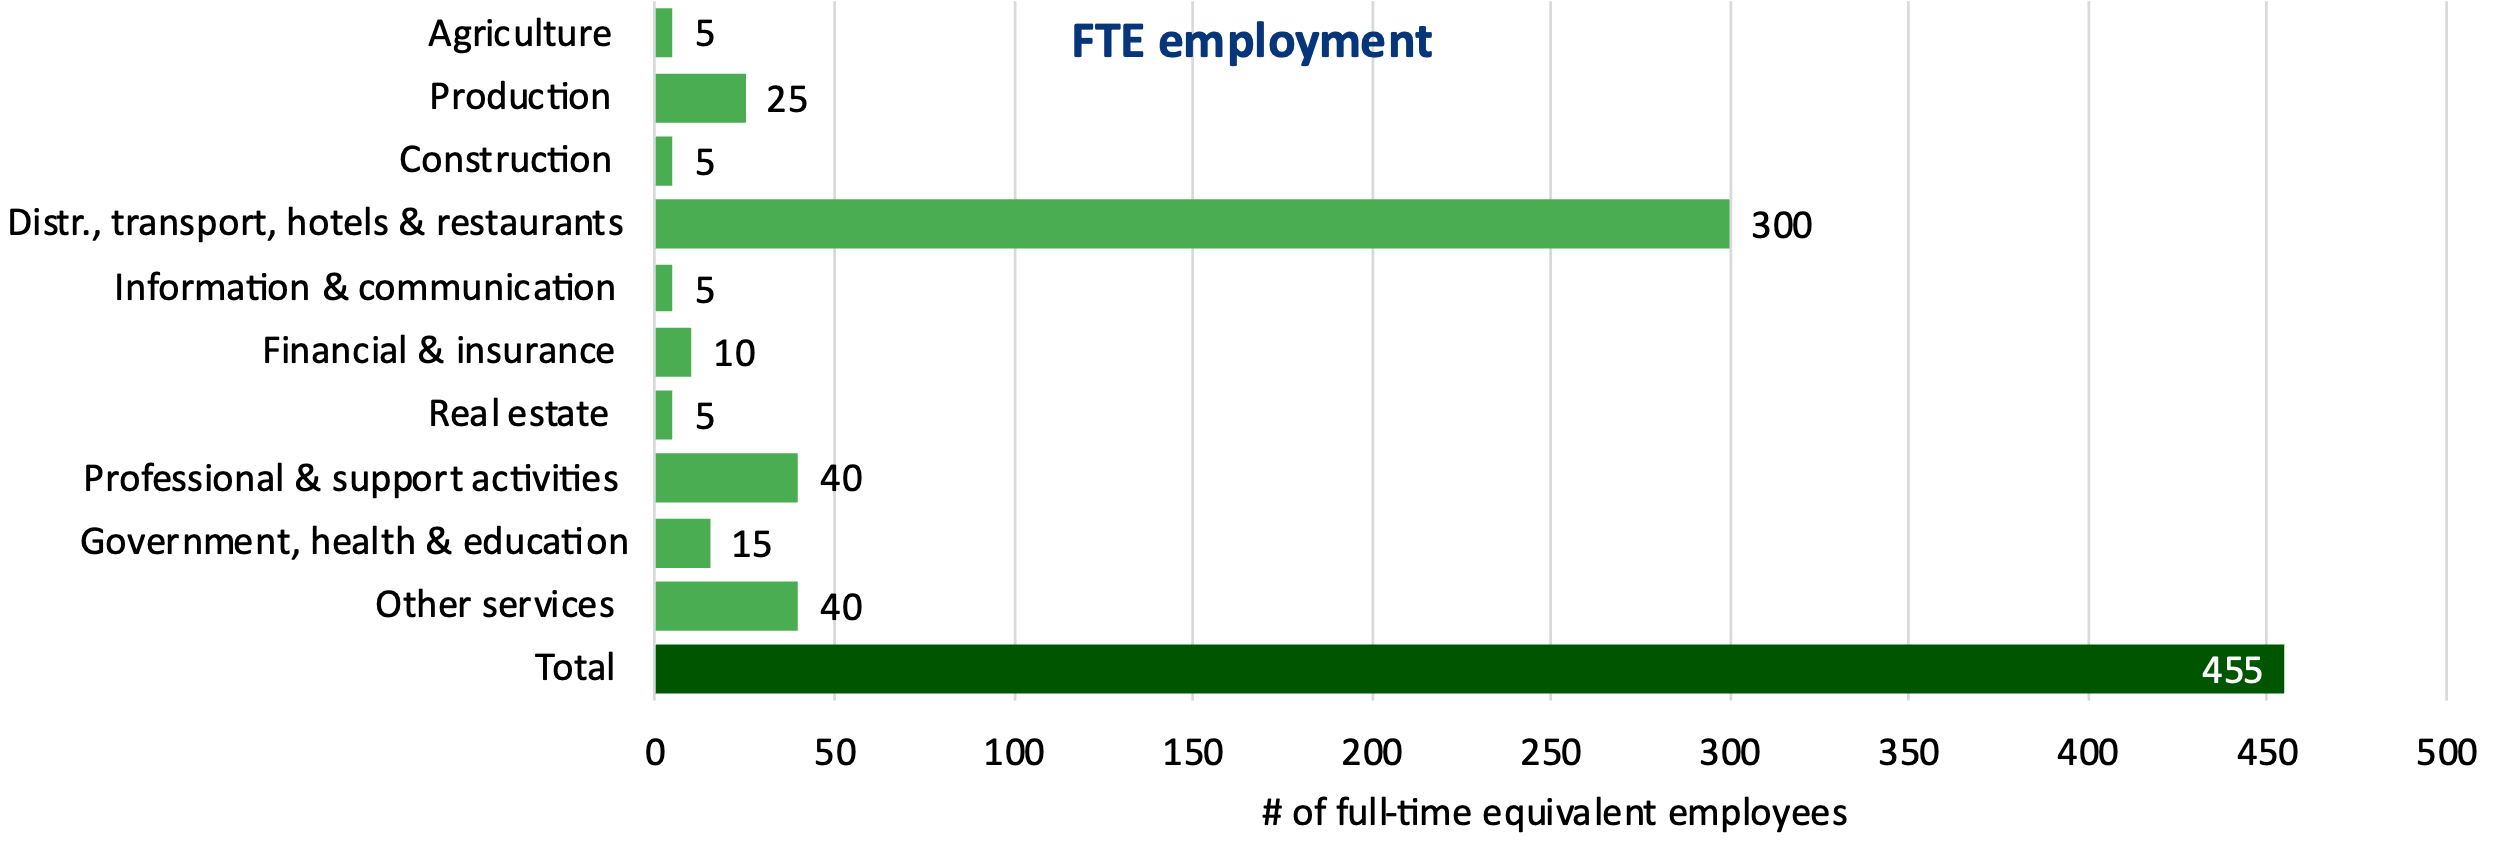 FTE employment
Agriculture 5
Production 25
Construction 5
Distr., transport, hotels & restaurants 300
Information & communication 5
Financial & insurance 10
Real estate 5
Professional & support activities 40
Government, health & education 15
Other services 40
Total 455
0 50 100 150 200 250 300 350 400 450 500
# of full-time equivalent employees